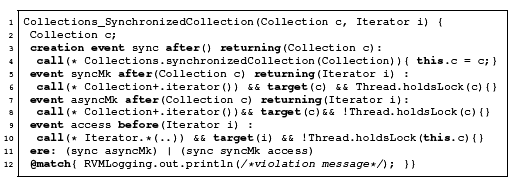 1 Collections_SynchronizedCollection(Collection c, Iterator i) {
2 Collection c;
3 creation event sync after() returning(Collection c):
4 call(* Collections.synchronizedCollection(Collection)){ this.c = c;}
5 event syncMk after(Collection c) returning(Iterator i) :
6 call(* Collection+.iterator()) && target(c) && Thread.holdsLock(c){}
7 event asyncMk after(Collection c) returning(Iterator i):
8 call(* Collection+.iterator())&& target(c)&& !Thread.holdsLock(c){}
9 event access before(Iterator i) :
10 call(* Iterator.*(..)) && target(i) && !Thread.holdsLock(this.c){}
11 ere: (sync asyncMk) | (sync syncMk access)
12 @match{ RVMLogging.out.println(/*violation message*/); }}